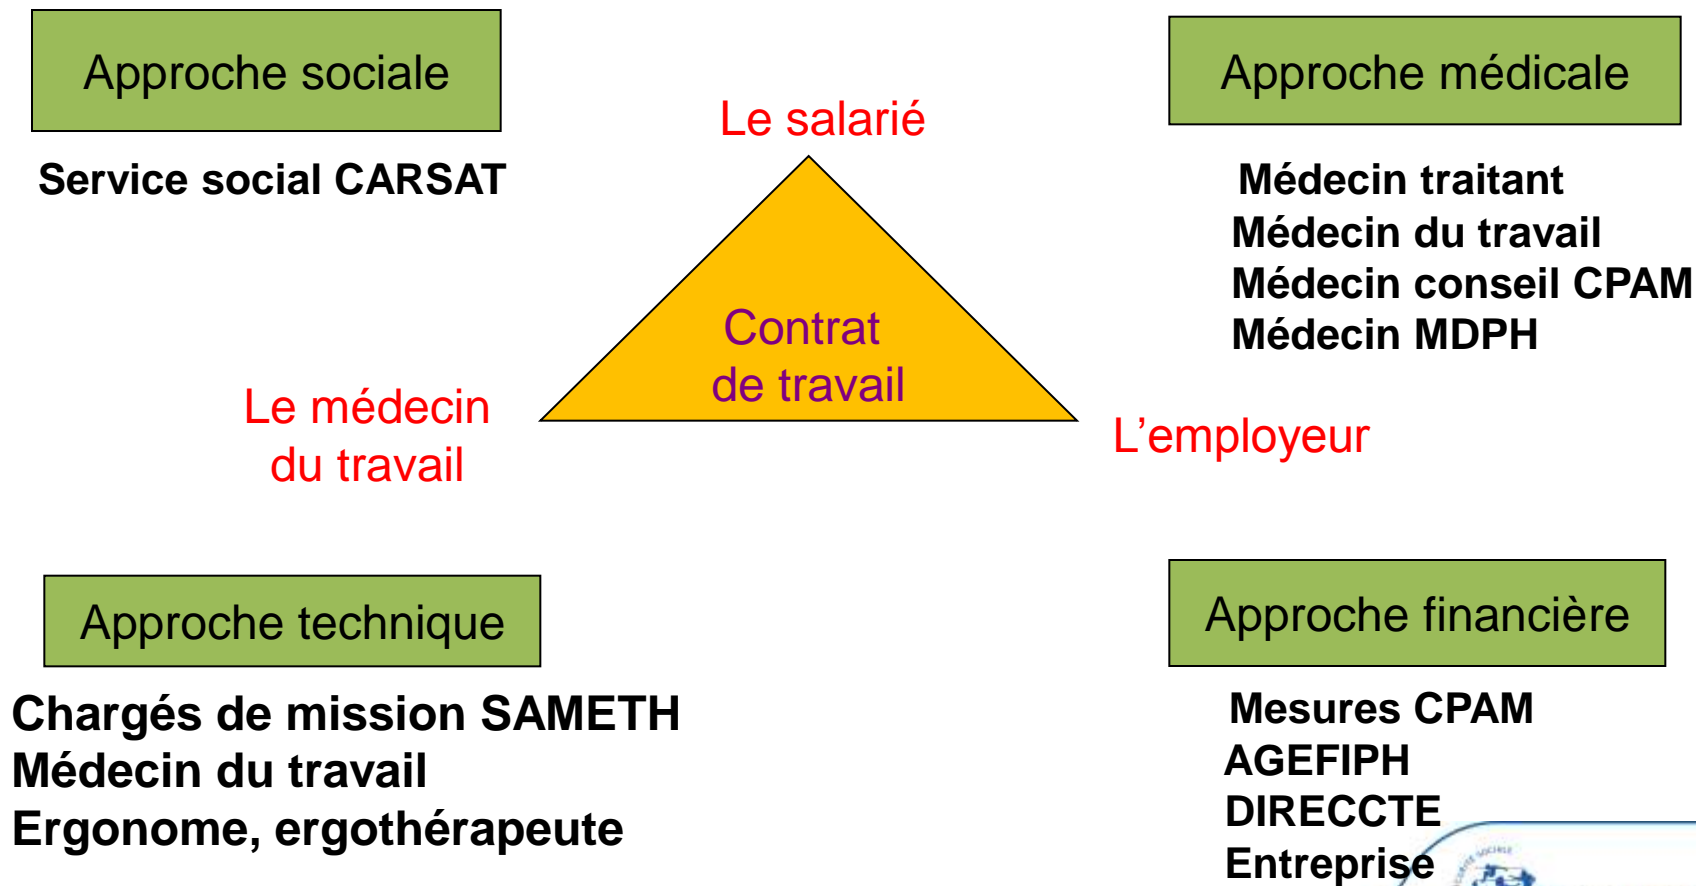 Approche sociale
Service social CARSAT
Approche médicale
Médecin traitant
Médecin du travail
Médecin conseil CPAM
Médecin MDPH
Le salarié
Contrat
de travail
Le médecin
du travail
L’employeur
Approche technique
Chargés de mission SAMETH
Médecin du travail
Ergonome, ergothérapeute
Approche financière
Mesures CPAM
AGEFIPH
DIRECCTE
Entreprise
SOCIALE